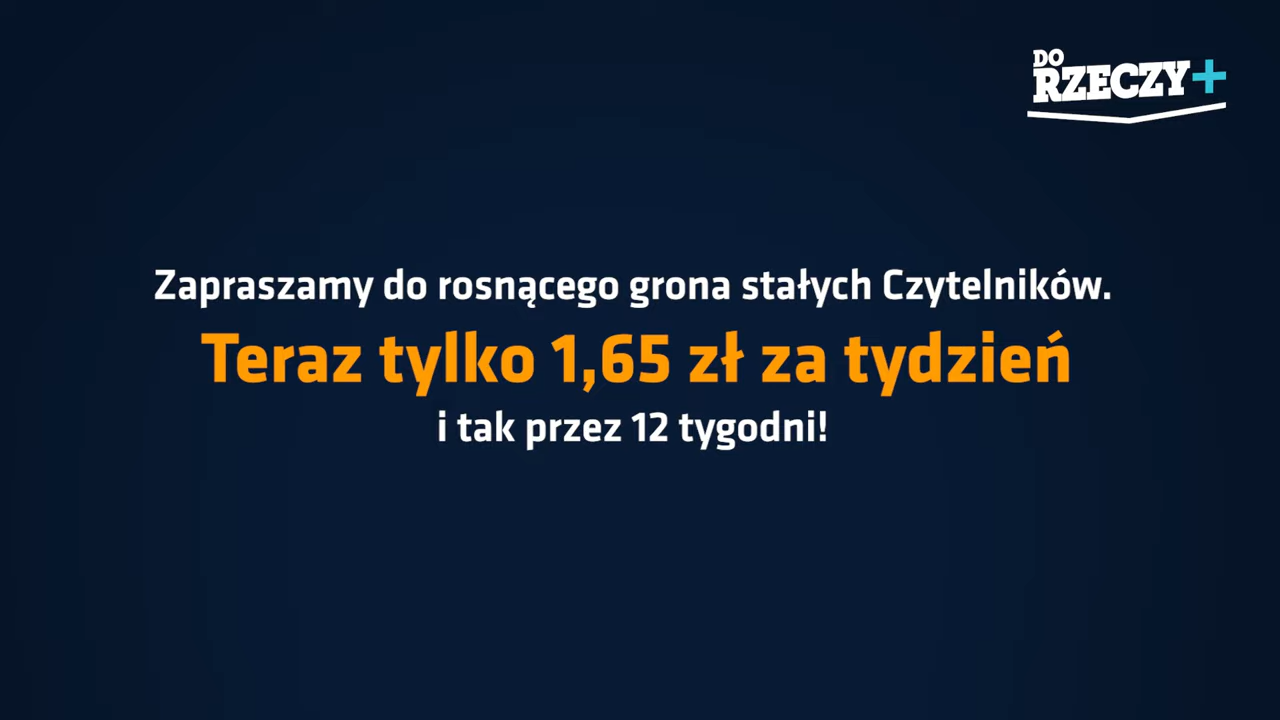 DO
RZECZY+
Zapraszamy do rosnącego grona stałych Czytelników.
Teraz tylko 1,65 zł za tydzień
i tak przez 12 tygodni!